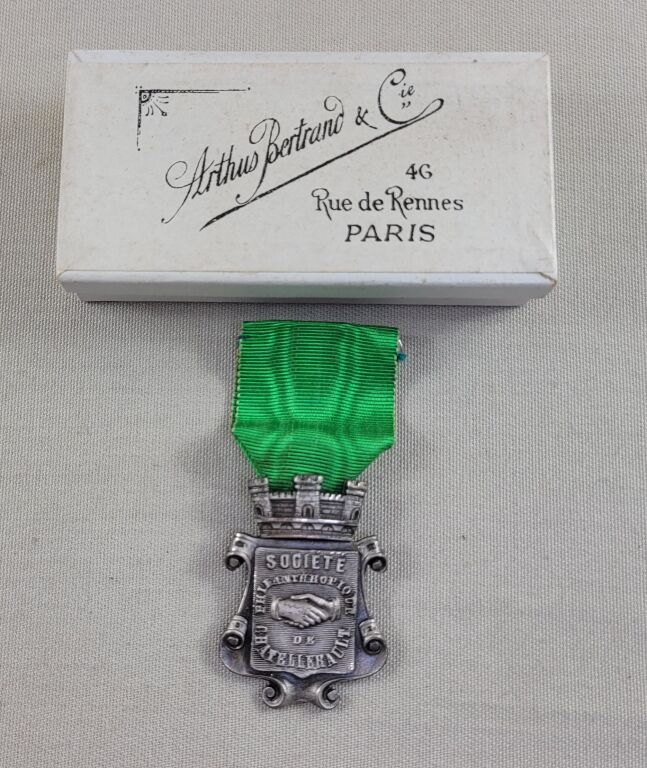 Arthus Bertrand & Cie
46
Rue de Rennes
PARIS
SOCIÉTÉ
PHILANTHROPIQUE
DE
CHATELLERAULT